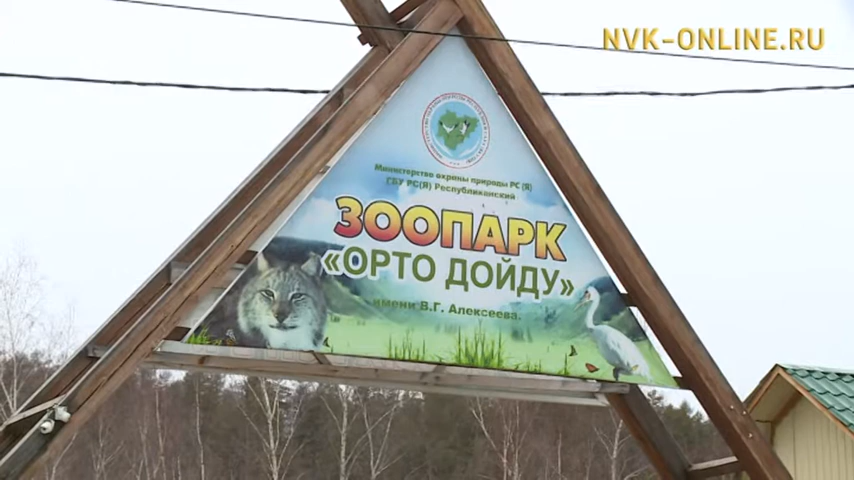 NVK-ONLINE.RU
Министерство охраны природы РС (Я)
ГБУ РС(Я) Республиканский
ЗООПАРК
«ОРТО ДОЙДУ»
имени В.Г. Алексеева.